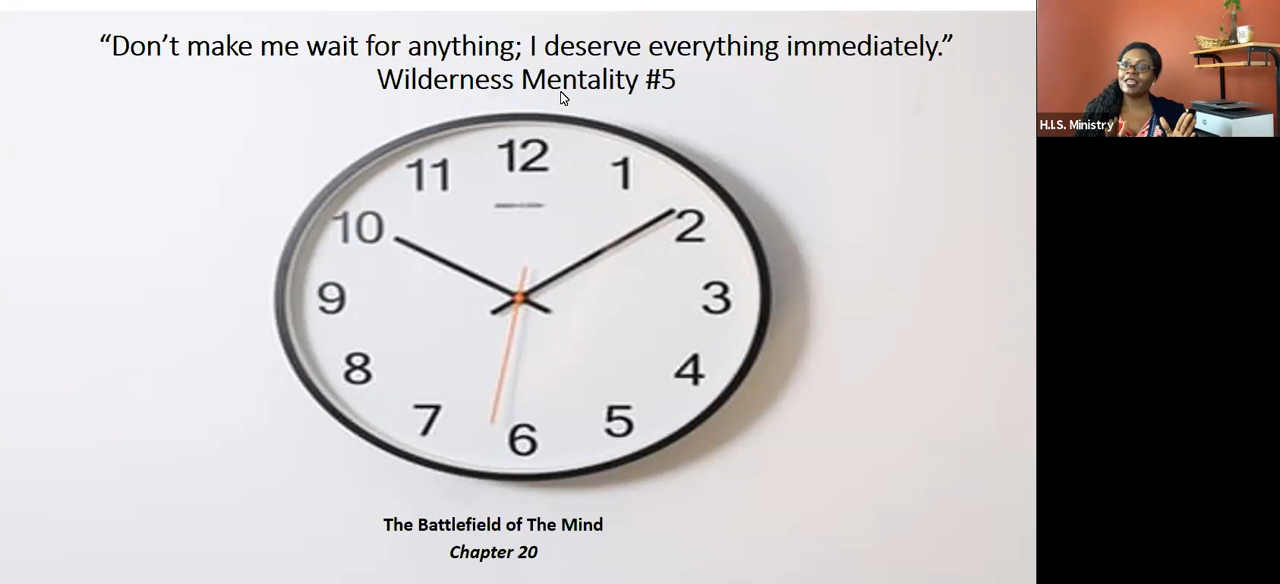 “Don’t make me wait for anything; I deserve everything immediately.”
Wilderness Mentality #5
12
11
1
10
2
9
3
8
4
7
5
6
The Battlefield of The Mind
Chapter 20
H.I.S. Ministry